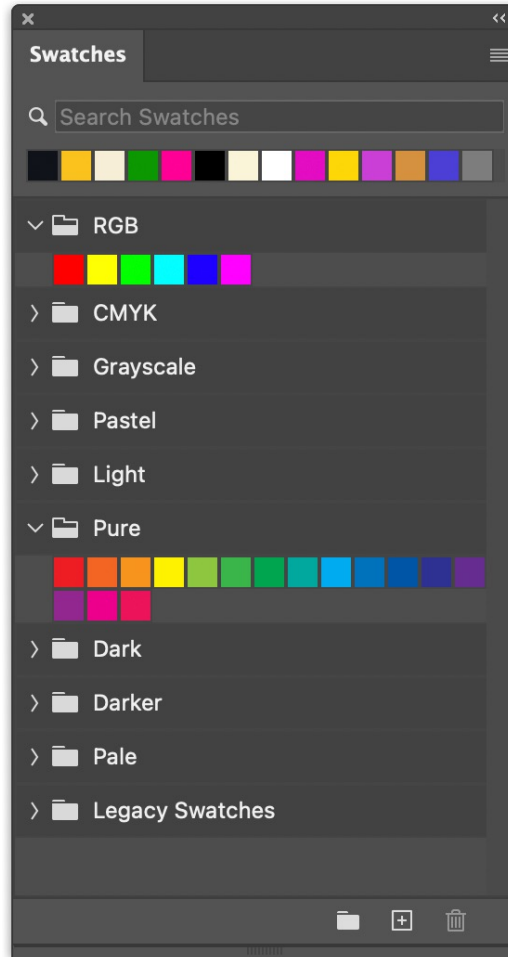 Swatches
Search Swatches
RGB
CMYK
Grayscale
Pastel
Light
Pure
Dark
Darker
Pale
Legacy Swatches